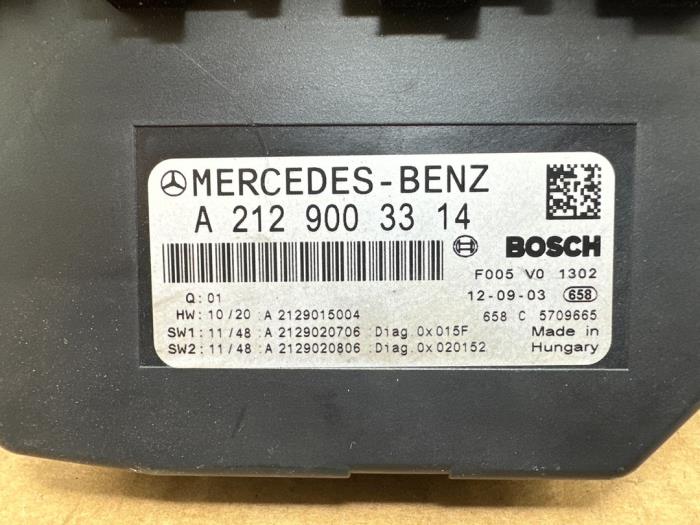 MERCEDES-BENZ
A 212 900 33 14
BOSCH
F005 V0 1302
Q: 01
12-09-03 658
HW: 10/20 :A 2129015004
658 C 5709665
SW1: 11/48 :A 2129020706 :Diag.0x015F
Made in
SW2: 11/48 :A 2129020806 :Diag.0x020152
Hungary